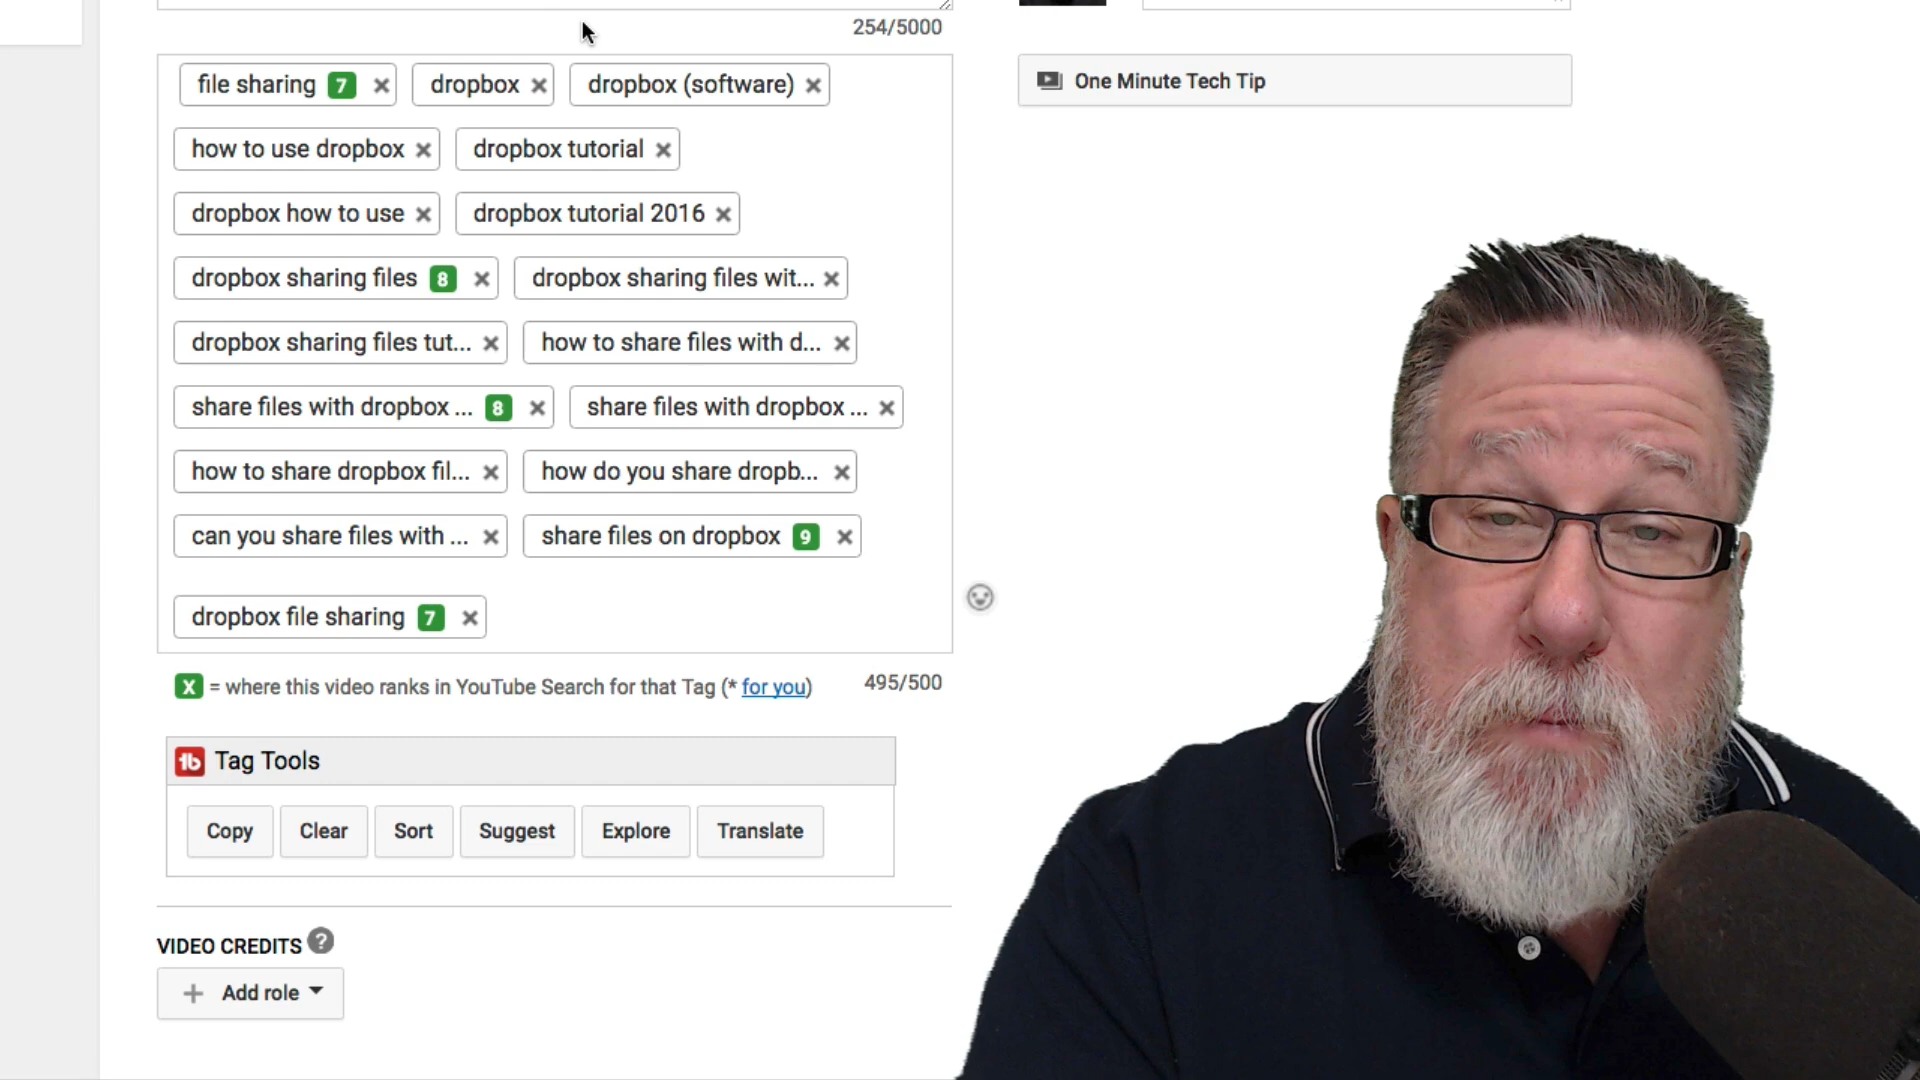 254/5000
file sharing 7 × dropbox × dropbox (software) ×
One Minute Tech Tip
how to use dropbox × dropbox tutorial ×
dropbox how to use × dropbox tutorial 2016 ×
dropbox sharing files 8 × dropbox sharing files wit... ×
dropbox sharing files tut... × how to share files with d... ×
share files with dropbox ... 8 × share files with dropbox ... ×
how to share dropbox fil... × how do you share dropb... ×
can you share files with ... × share files on dropbox 9 ×
dropbox file sharing 7 ×
X = where this video ranks in YouTube Search for that Tag (* for you) 495/500
tb Tag Tools
Copy Clear Sort Suggest Explore Translate
VIDEO CREDITS ?
+ Add role